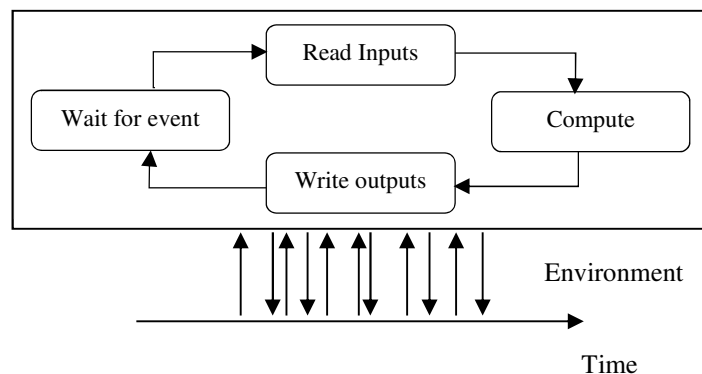 Read Inputs
Wait for event
Compute
Write outputs
Environment
Time